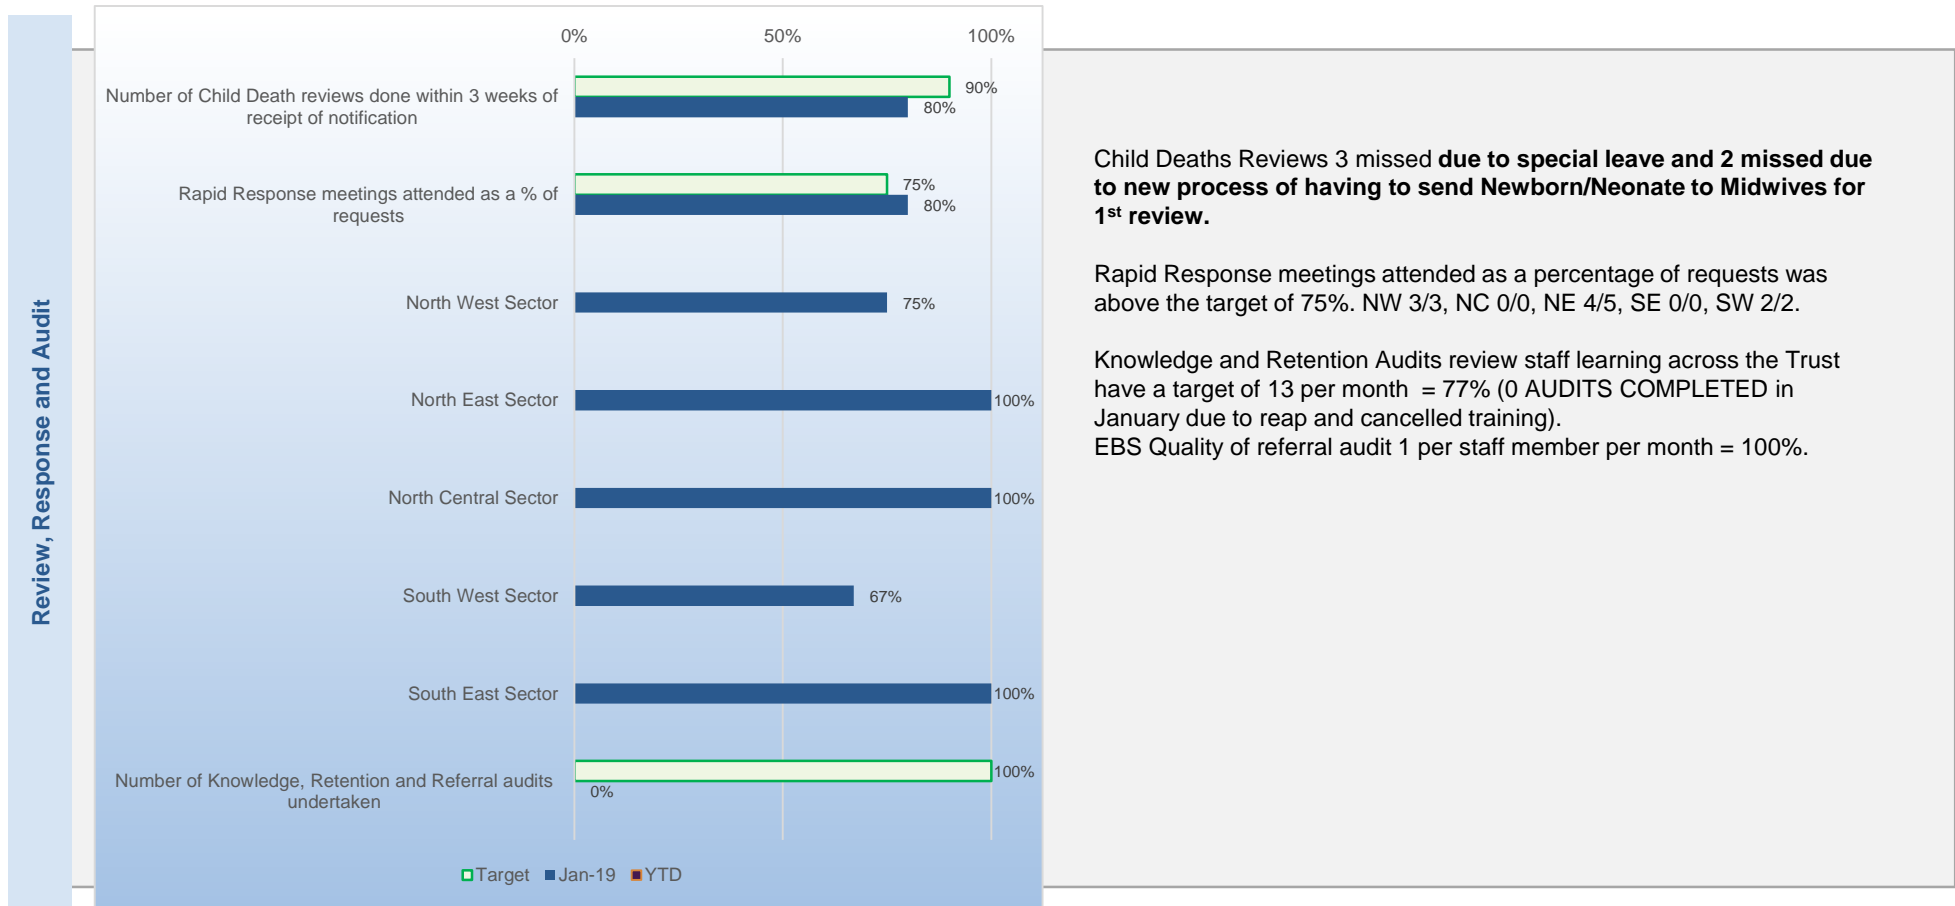 Review, Response and Audit
0%
50%
100%
Number of Child Death reviews done within 3 weeks of
receipt of notification
90%
80%
Rapid Response meetings attended as a % of
requests
75%
80%
North West Sector
75%
North East Sector
100%
North Central Sector
100%
South West Sector
67%
South East Sector
100%
Number of Knowledge, Retention and Referral audits
undertaken
100%
0%
Target
Jan-19
YTD
Child Deaths Reviews 3 missed due to special leave and 2 missed due
to new process of having to send Newborn/Neonate to Midwives for
1st review.
Rapid Response meetings attended as a percentage of requests was
above the target of 75%. NW 3/3, NC 0/0, NE 4/5, SE 0/0, SW 2/2.
Knowledge and Retention Audits review staff learning across the Trust
have a target of 13 per month = 77% (0 AUDITS COMPLETED in
January due to reap and cancelled training).
EBS Quality of referral audit 1 per staff member per month = 100%.